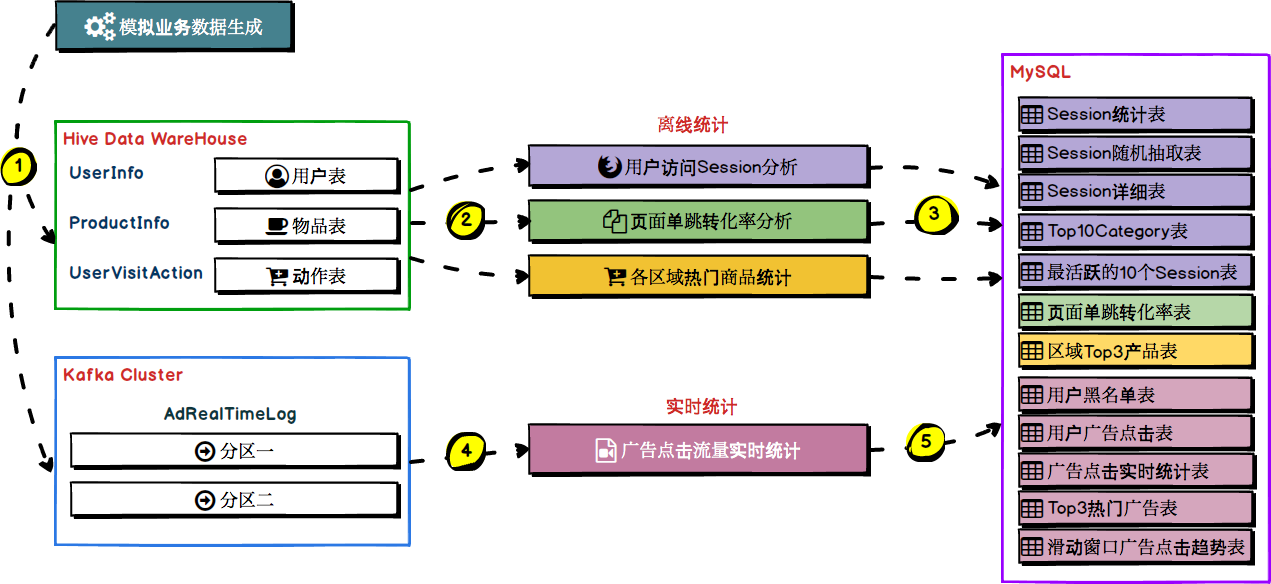 模拟业务数据生成
1
Hive Data WareHouse
UserInfo
用户表
ProductInfo
物品表
UserVisitAction
动作表
Kafka Cluster
AdRealTimeLog
分区一
分区二
2
4
离线统计
用户访问Session分析
页面单跳转化率分析
各区域热门商品统计
实时统计
广告点击流量实时统计
3
5
MySQL
Session统计表
Session随机抽取表
Session详细表
Top10Category表
最活跃的10个Session表
页面单跳转化率表
区域Top3产品表
用户黑名单表
用户广告点击表
广告点击实时统计表
Top3热门广告表
滑动窗口广告点击趋势表